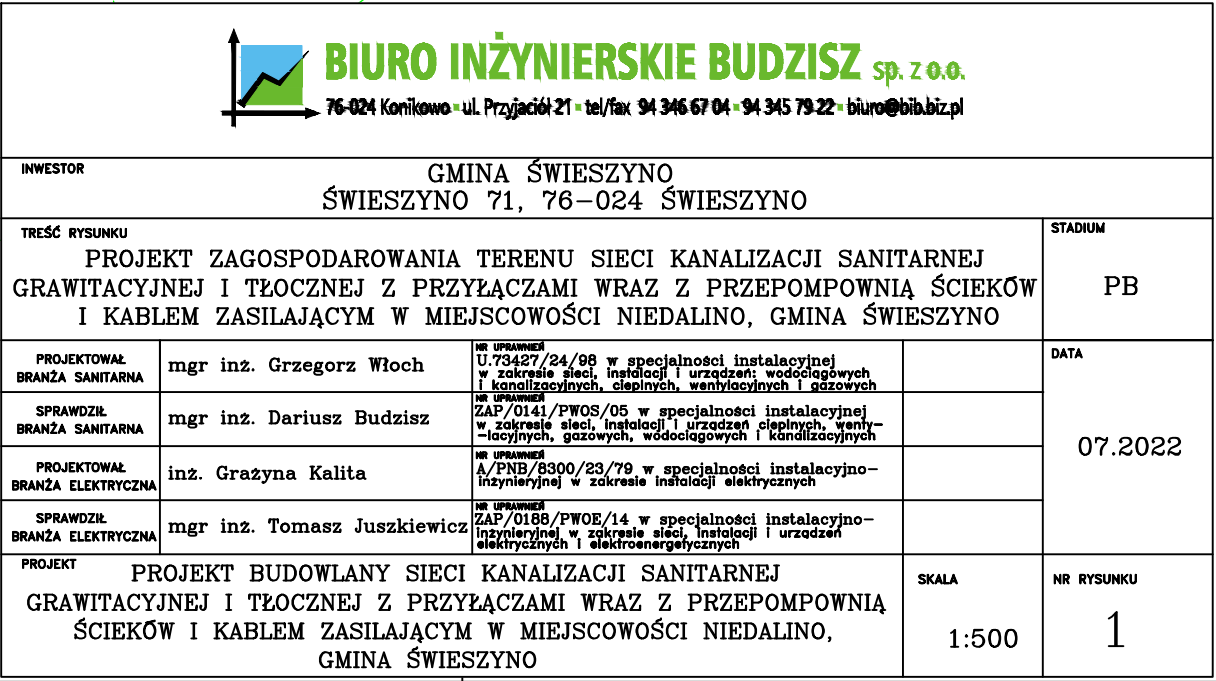 BIURO INŻYNIERSKIE BUDZISZ sp. z o.o.
76-024 Konikowo · ul. Przyjaciół 21 · tel/fax 94 346 67 04 · 94 345 79 22 · biuro@bib.biz.pl
INWESTOR
GMINA ŚWIESZYNO
ŚWIESZYNO 71, 76-024 ŚWIESZYNO
TREŚĆ RYSUNKU
PROJEKT ZAGOSPODAROWANIA TERENU SIECI KANALIZACJI SANITARNEJ
GRAWITACYJNEJ I TŁOCZNEJ Z PRZYŁĄCZAMI WRAZ Z PRZEPOMPOWNIĄ ŚCIEKÓW
I KABLEM ZASILAJĄCYM W MIEJSCOWOŚCI NIEDALINO, GMINA ŚWIESZYNO
STADIUM
PB
PROJEKTOWAŁ
BRANŻA SANITARNA
mgr inż. Grzegorz Włoch
NR UPRAWNIEŃ
U.73427/24/98 w specjalności instalacyjnej
w zakresie sieci, instalacji i urządzeń: wodociągowych
i kanalizacyjnych, cieplnych, wentylacyjnych i gazowych
DATA
07.2022
SPRAWDZIŁ
BRANŻA SANITARNA
mgr inż. Dariusz Budzisz
NR UPRAWNIEŃ
ZAP/0141/PWOS/05 w specjalności instalacyjnej
w zakresie sieci, instalacji i urządzeń cieplnych, wenty-
-lacyjnych, gazowych, wodociągowych i kanalizacyjnych
PROJEKTOWAŁ
BRANŻA ELEKTRYCZNA
inż. Grażyna Kalita
NR UPRAWNIEŃ
A/PNB/8300/23/79 w specjalności instalacyjno-
inżynieryjnej w zakresie instalacji elektrycznych
SPRAWDZIŁ
BRANŻA ELEKTRYCZNA
mgr inż. Tomasz Juszkiewicz
NR UPRAWNIEŃ
ZAP/0188/PWOE/14 w specjalności instalacyjno-
inżynieryjnej w zakresie sieci, instalacji i urządzeń
elektrycznych i elektroenergetycznych
PROJEKT
PROJEKT BUDOWLANY SIECI KANALIZACJI SANITARNEJ
GRAWITACYJNEJ I TŁOCZNEJ Z PRZYŁĄCZAMI WRAZ Z PRZEPOMPOWNIĄ
ŚCIEKÓW I KABLEM ZASILAJĄCYM W MIEJSCOWOŚCI NIEDALINO,
GMINA ŚWIESZYNO
SKALA
1:500
NR RYSUNKU
1